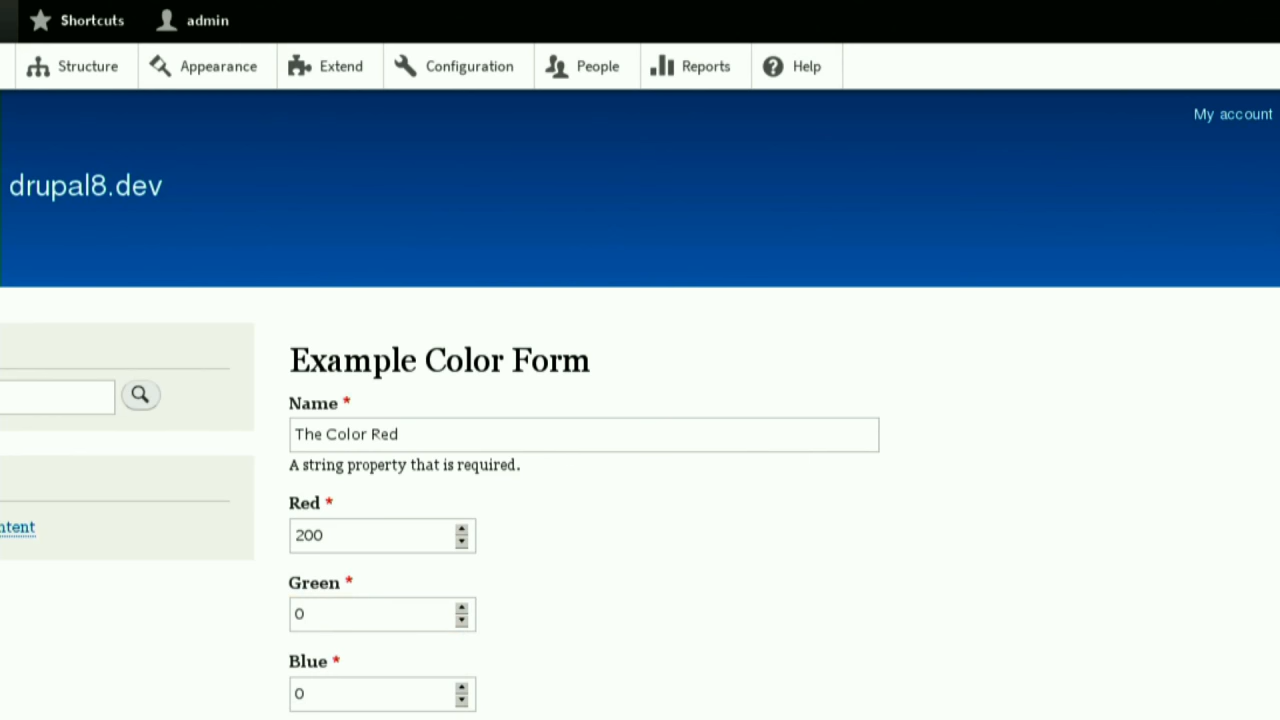 Shortcuts admin
Structure Appearance Extend Configuration People Reports Help
My account
drupal8.dev
Example Color Form
Name *
The Color Red
A string property that is required.
Red *
200
ntent
Green *
0
Blue *
0